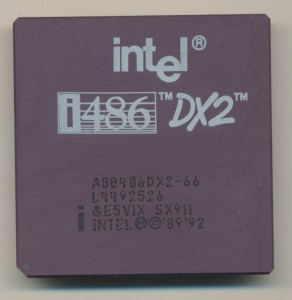 intel®
i486™ DX2™
A80486DX2-66
L4492526
&E5VIX SX911
INTEL Ⓜ © '89 '92